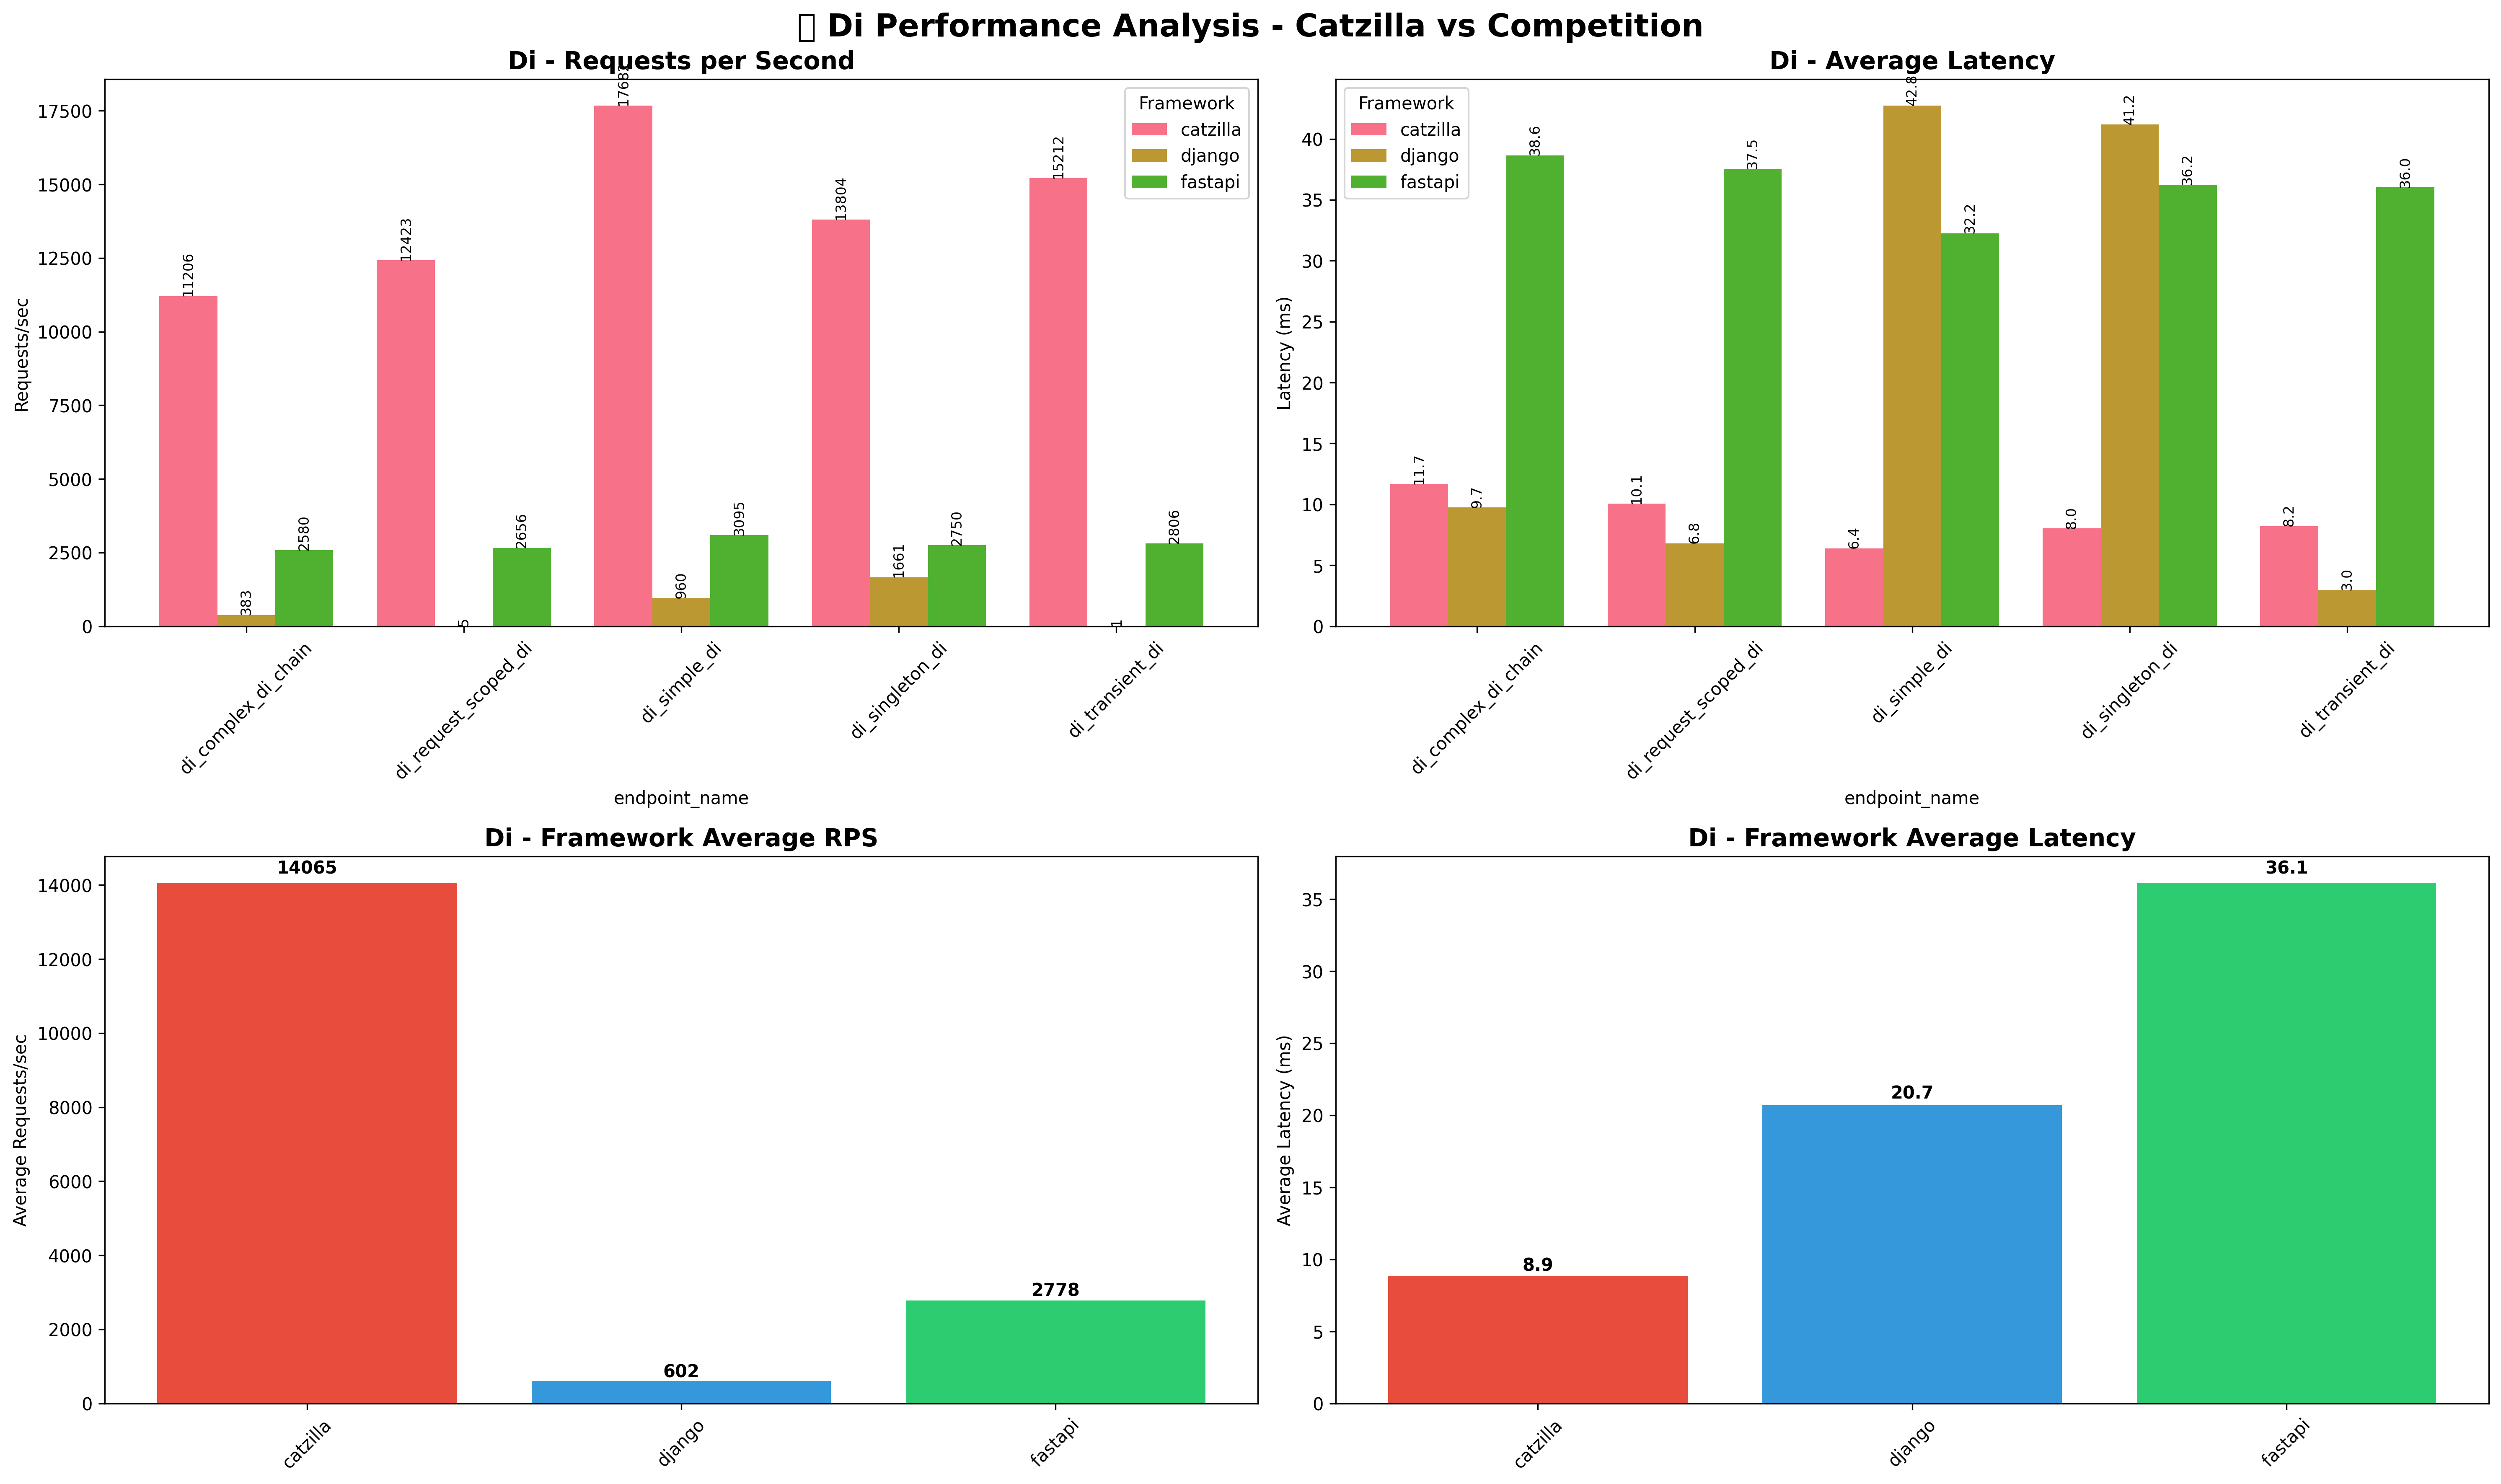 Di Performance Analysis - Catzilla vs Competition
Di - Requests per Second
Requests/sec
17500
15000
12500
10000
7500
5000
2500
0
11206
383
2580
12423
5
2656
960
3095
13804
1661
2750
15212
1
2806
Framework
catzilla
django
fastapi
di_complex_di_chain
di_request_scoped_di
di_simple_di
di_singleton_di
di_transient_di
endpoint_name
Di - Average Latency
Latency (ms)
40
35
30
25
20
15
10
5
0
11.7
9.7
38.6
10.1
6.8
37.5
6.4
42.8
32.2
8.0
41.2
36.2
8.2
3.0
36.0
Framework
catzilla
django
fastapi
di_complex_di_chain
di_request_scoped_di
di_simple_di
di_singleton_di
di_transient_di
endpoint_name
Di - Framework Average RPS
Average Requests/sec
14000
12000
10000
8000
6000
4000
2000
0
14065
602
2778
catzilla
django
fastapi
Di - Framework Average Latency
Average Latency (ms)
35
30
25
20
15
10
5
0
8.9
20.7
36.1
catzilla
django
fastapi